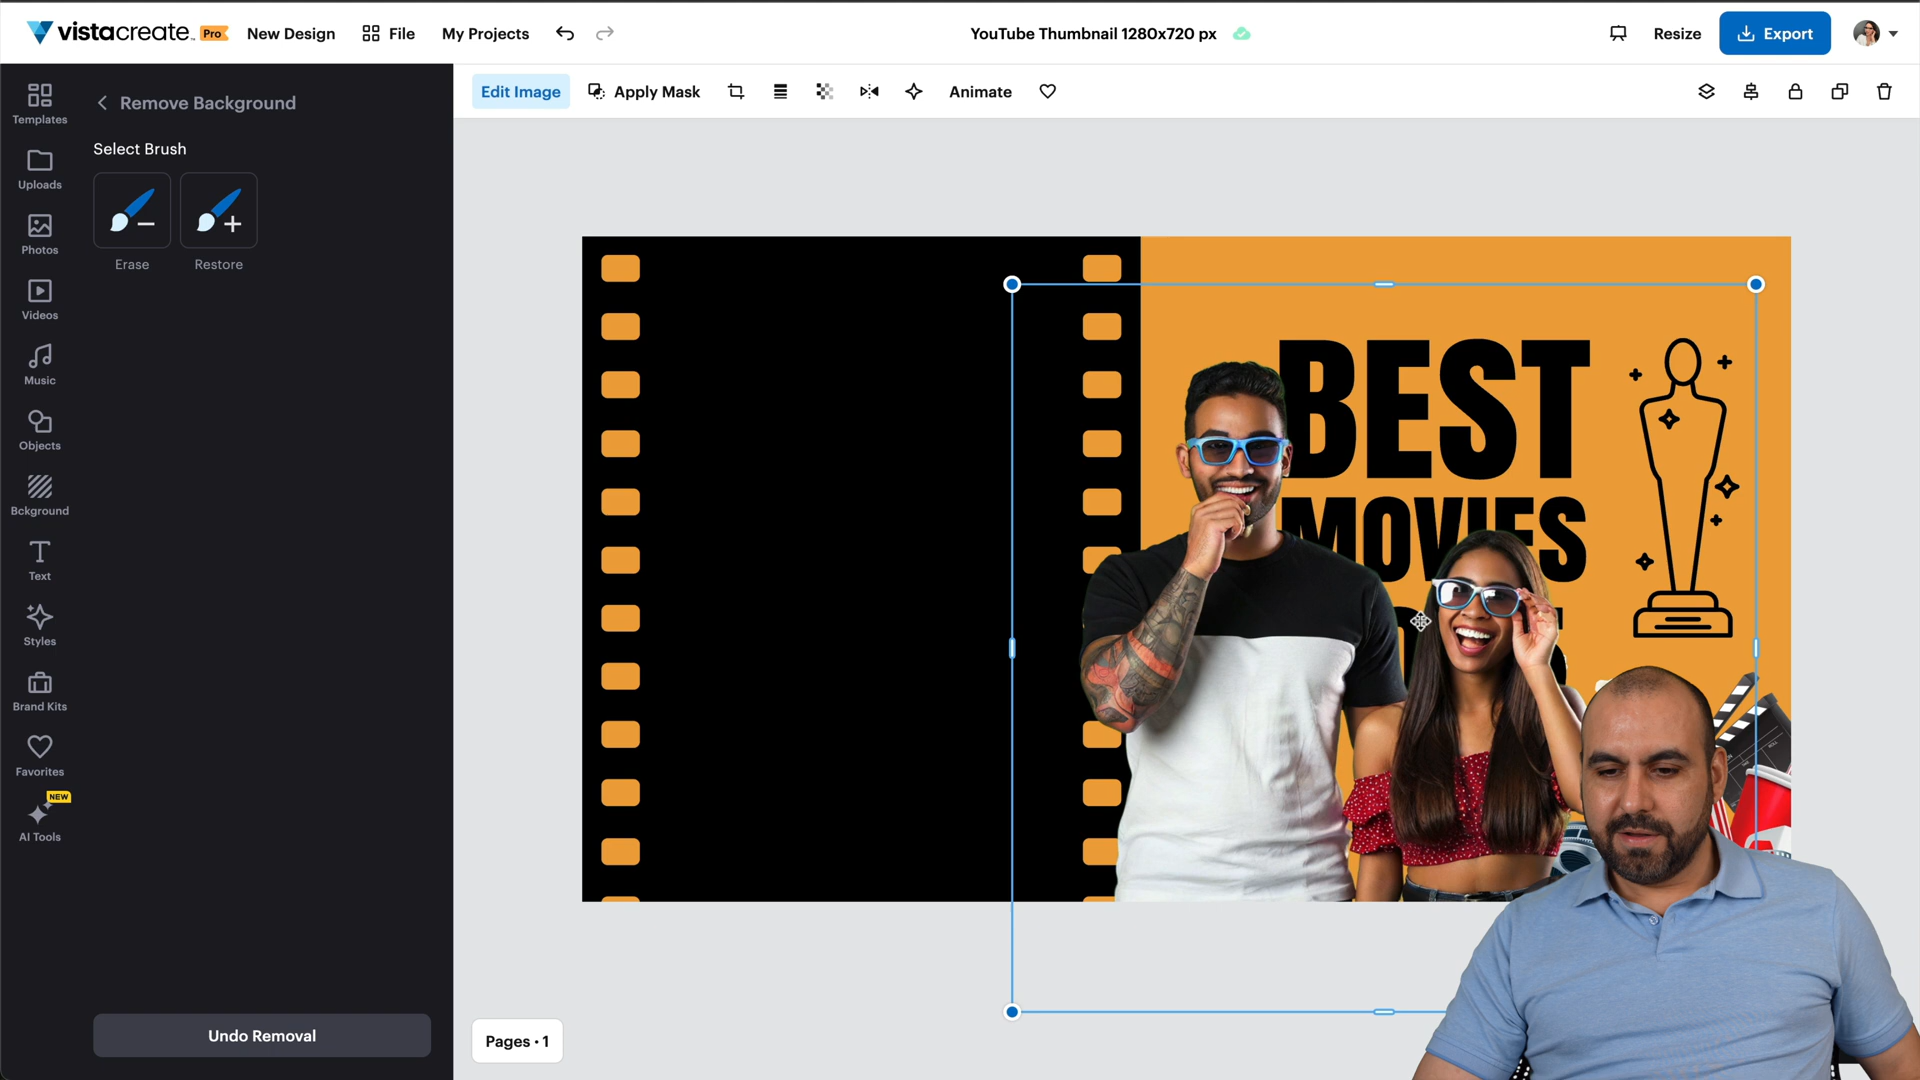 vistacreate Pro New Design File My Projects YouTube Thumbnail 1280x720 px Resize Export
Edit Image Apply Mask Animate
Templates
Uploads
Photos
Videos
Music
Objects
Bckground
Text
Styles
Brand Kits
Favorites
NEW
AI Tools
Remove Background
Select Brush
Erase Restore
Undo Removal
BEST
MOVIES
Pages • 1